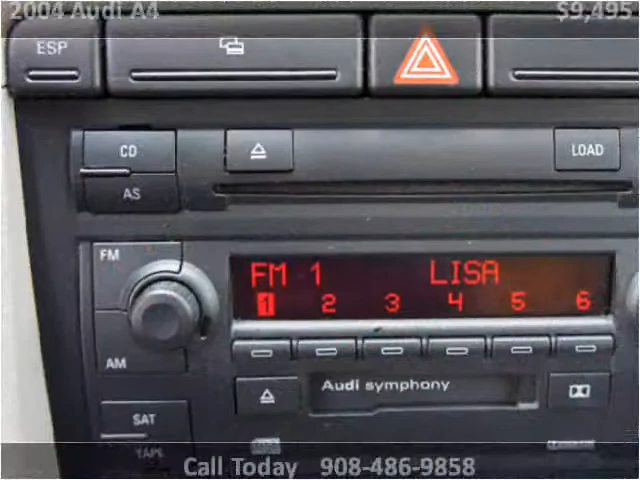 2004 Audi A4 $9,495
ESP
CD LOAD
AS
FM
FM 1 LISA
1 2 3 4 5 6
AM
Audi symphony
SAT
TAPE
Call Today 908-486-9858